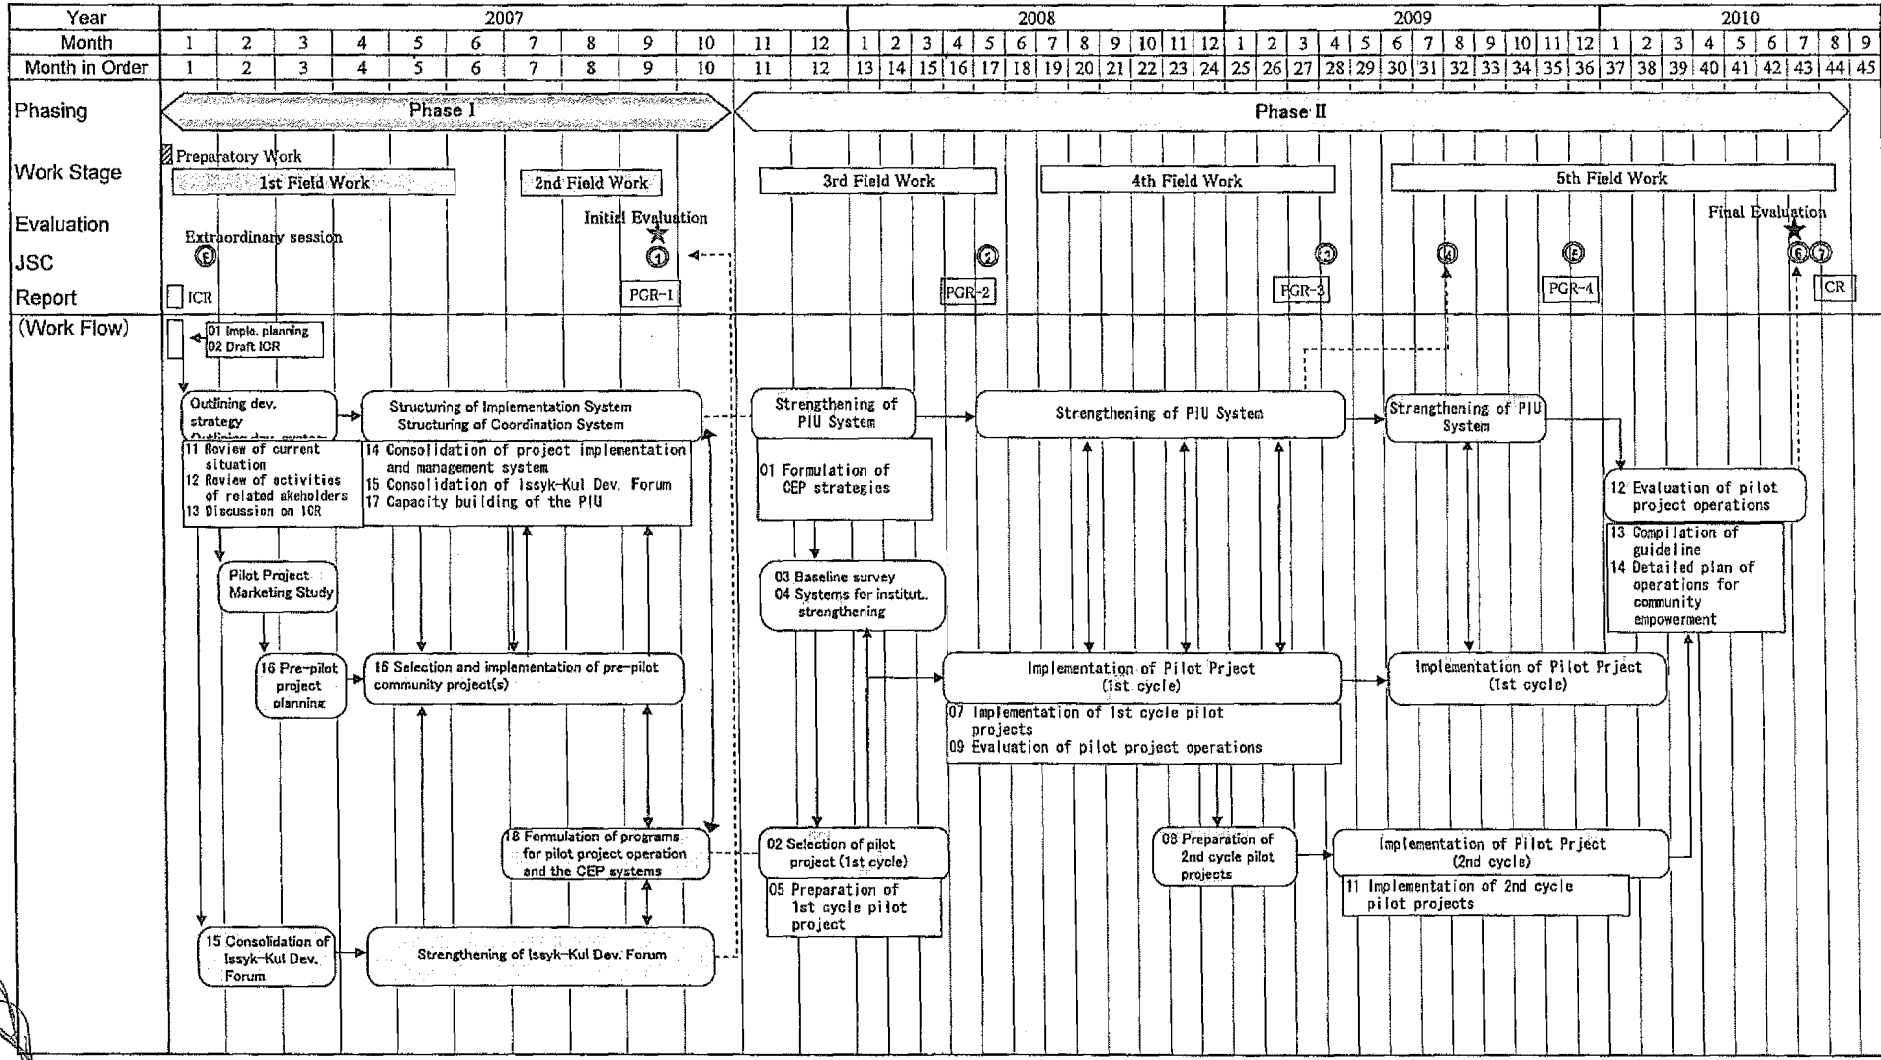 Year 2007 2008 2009 2010
Month 1 2 3 4 5 6 7 8 9 10 11 12 1 2 3 4 5 6 7 8 9 10 11 12 1 2 3 4 5 6 7 8 9 10 11 12 1 2 3 4 5 6 7 8 9
Month in Order 1 2 3 4 5 6 7 8 9 10 11 12 13 14 15 16 17 18 19 20 21 22 23 24 25 26 27 28 29 30 31 32 33 34 35 36 37 38 39 40 41 42 43 44 45
Phasing Phase I Phase II
Preparatory Work
Work Stage 1st Field Work 2nd Field Work 3rd Field Work 4th Field Work 5th Field Work
Evaluation Initial Evaluation Final Evaluation
Extraordinary session
JSC 1 2 3 4 5 6 7
Report ICR PGR-1 PGR-2 PGR-3 PGR-4 CR
(Work Flow)
01 Imple. planning
02 Draft ICR
Outlining dev.
strategy
Structuring of Implementation System
Structuring of Coordination System
Strengthening of
PIU System
Strengthening of PIU System
Strengthening of PIU
System
11 Review of current
situation
12 Review of activities
of related akeholders
13 Discussion on ICR
14 Consolidation of project implementation
and management system
15 Consolidation of Issyk-Kul Dev. Forum
17 Capacity building of the PIU
01 Formulation of
CEP strategies
12 Evaluation of pilot
project operations
13 Compilation of
guideline
14 Detailed plan of
operations for
community
empowerment
Pilot Project
Marketing Study
03 Baseline survey
04 Systems for institut.
strengthering
16 Pre-pilot
project
planning
16 Selection and implementation of pre-pilot
community project(s)
Implementation of Pilot Prject
(1st cycle)
Implementation of Pilot Prject
(1st cycle)
07 Implementation of 1st cycle pilot
projects
09 Evaluation of pilot project operations
18 Formulation of programs
for pilot project operation
and the CEP systems
02 Selection of pilot
project (1st cycle)
05 Preparation of
1st cycle pilot
project
08 Preparation of
2nd cycle pilot
projects
Implementation of Pilot Prject
(2nd cycle)
11 Implementation of 2nd cycle
pilot projects
15 Consolidation of
Issyk-Kul Dev.
Forum
Strengthening of Issyk-Kul Dev. Forum